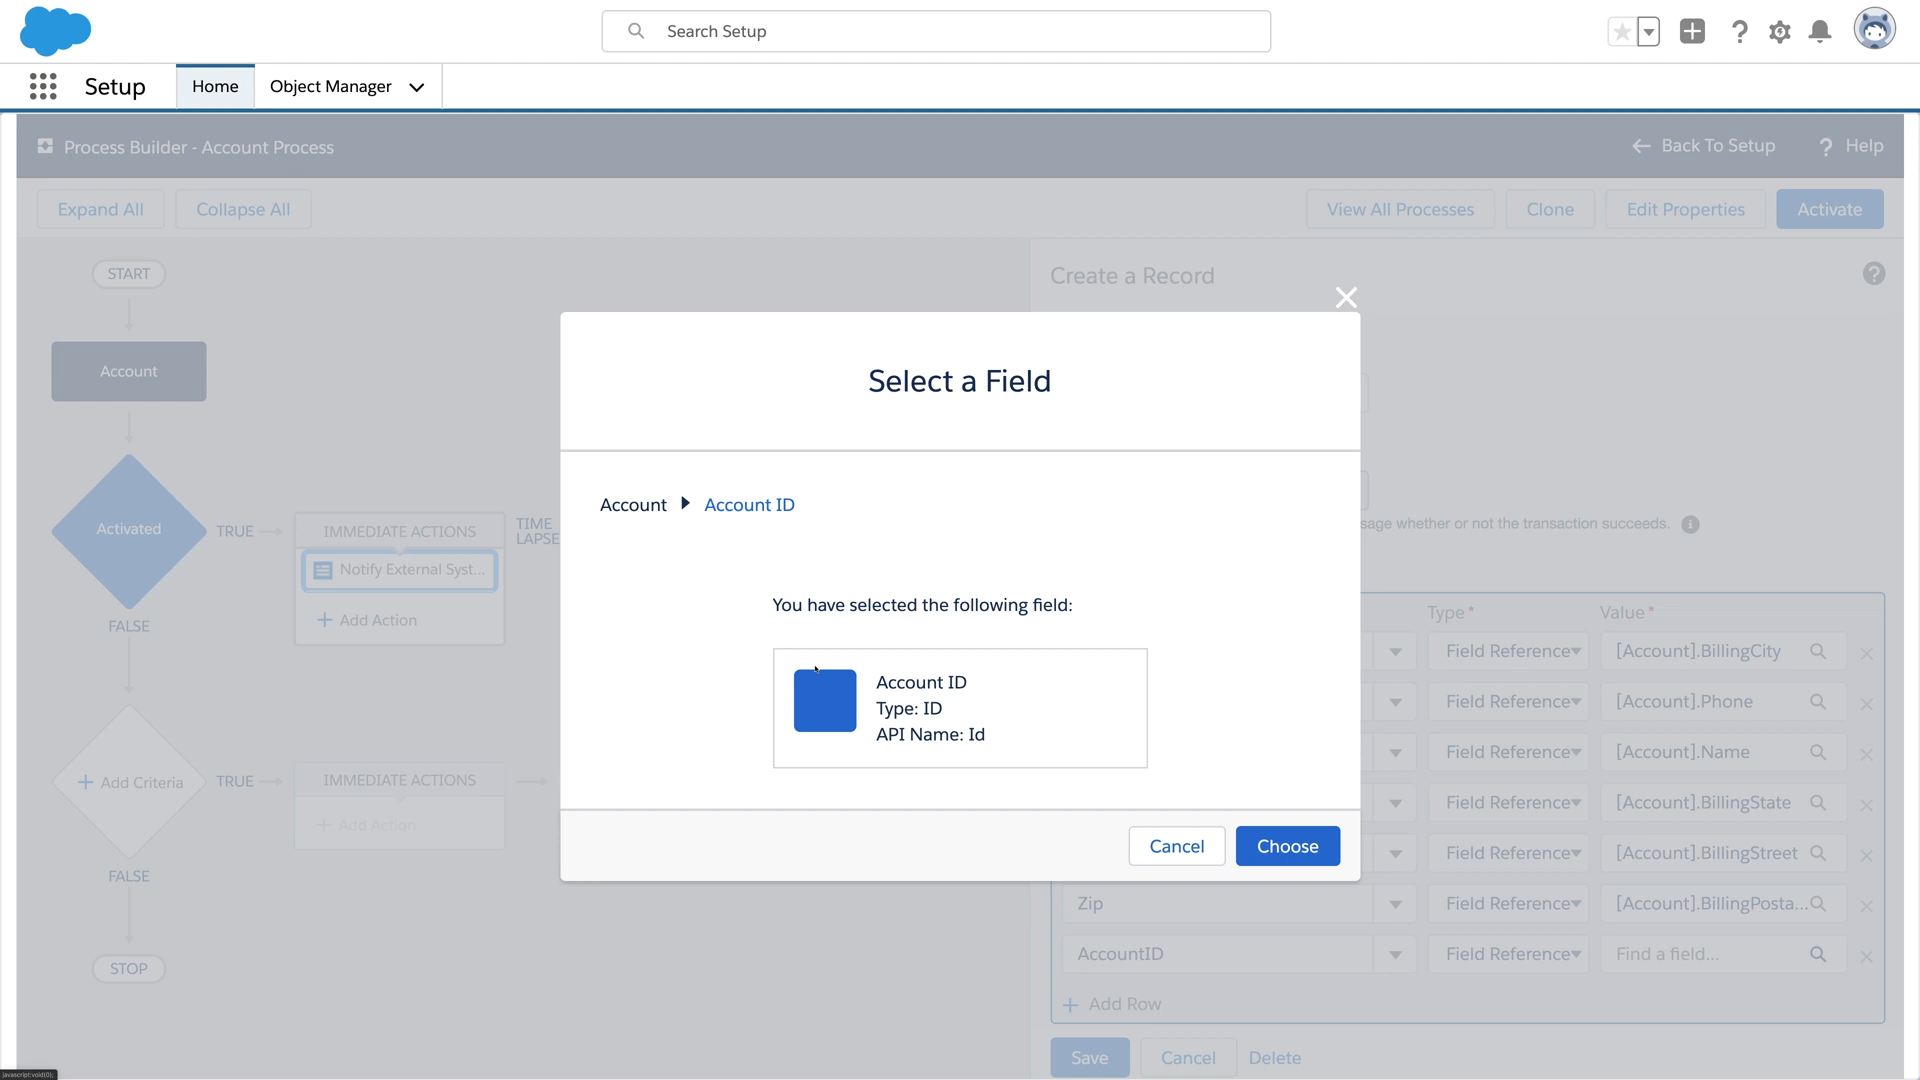 Search Setup
Setup
Home
Object Manager
Process Builder - Account Process
Back To Setup
? Help
Expand All
Collapse All
View All Processes
Clone
Edit Properties
Activate
START
Account
Activated
TRUE
IMMEDIATE ACTIONS
TIME
LAPSE
Notify External Syst...
+ Add Action
FALSE
+ Add Criteria
TRUE
IMMEDIATE ACTIONS
+ Add Action
FALSE
STOP
Create a Record
Select a Field
Account
Account ID
You have selected the following field:
Account ID
Type: ID
API Name: Id
Cancel
Choose
sage whether or not the transaction succeeds.
Type*
Value*
Field Reference
[Account].BillingCity
Field Reference
[Account].Phone
Field Reference
[Account].Name
Field Reference
[Account].BillingState
Field Reference
[Account].BillingStreet
Zip
Field Reference
[Account].BillingPosta...
AccountID
Field Reference
Find a field...
+ Add Row
Save
Cancel
Delete
javascript:void(0);